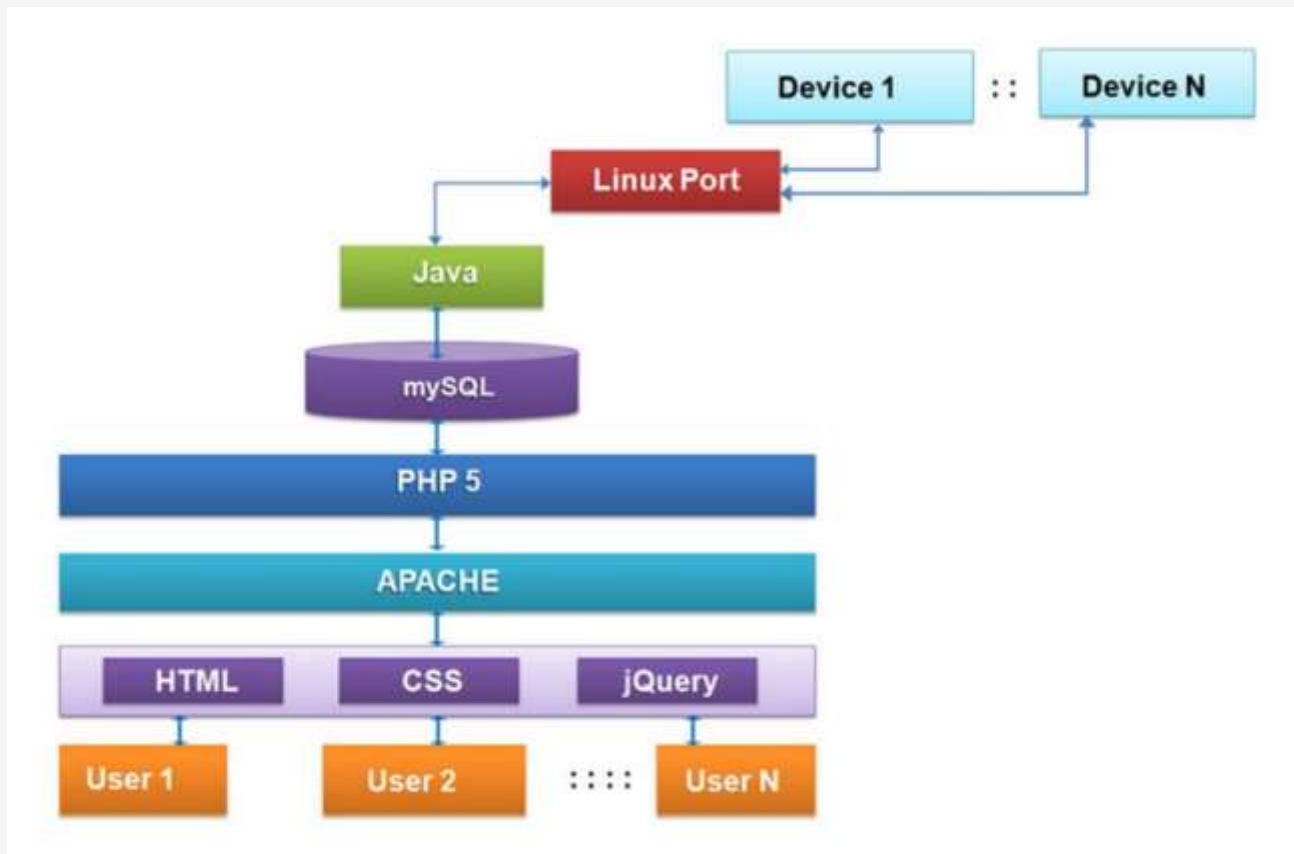 Device 1
: :
Device N
Linux Port
Java
mySQL
PHP 5
APACHE
HTML
CSS
jQuery
User 1
User 2
: : : :
User N